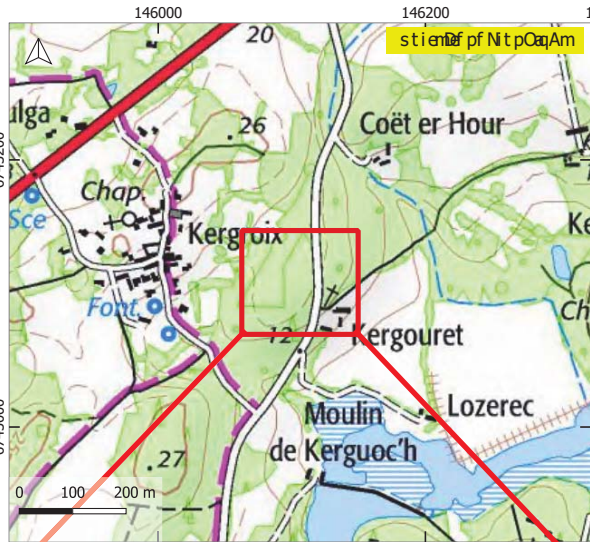 146000
146200
20
ulga
26
Coët er Hour
Chap
Sce
Kergroix
Ke
Font
12
Kergouret
Ch
Moulin
de Kerguoc'h
Lozerec
27
0 100 200 m